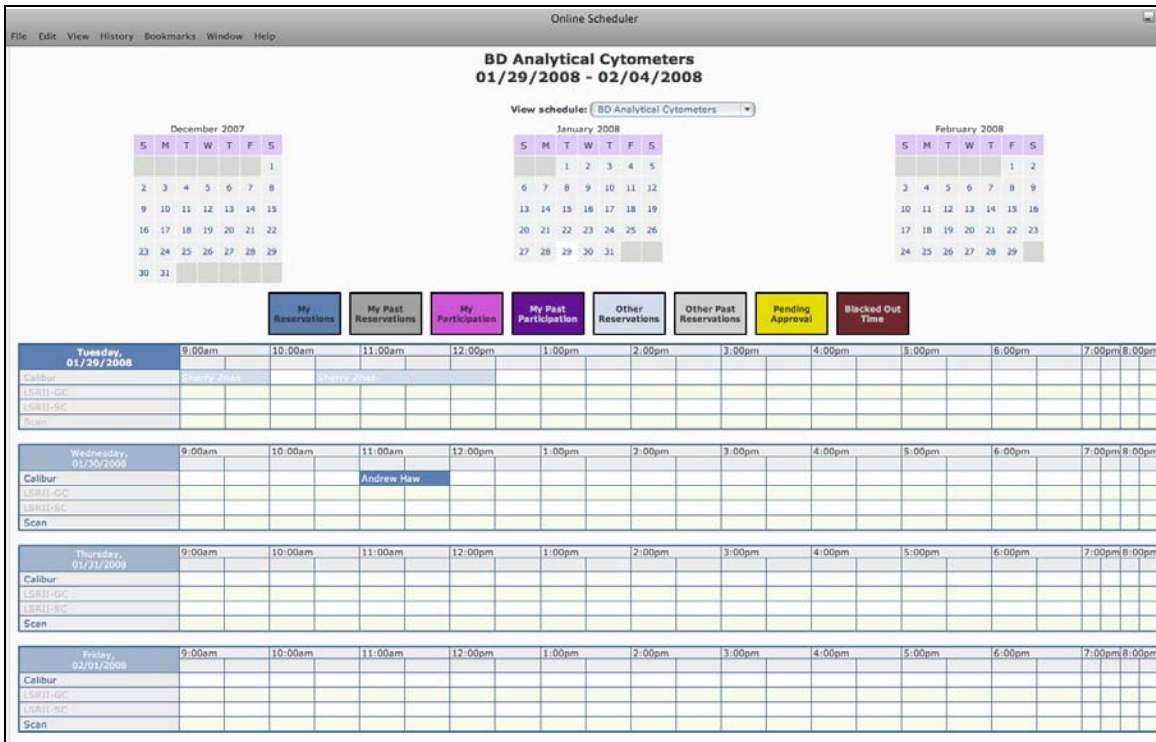 Online Scheduler
File Edit View History Bookmarks Window Help
BD Analytical Cytometers
01/29/2008 - 02/04/2008
View schedule: BD Analytical Cytometers
December 2007
S M T W T F S
1
2 3 4 5 6 7 8
9 10 11 12 13 14 15
16 17 18 19 20 21 22
23 24 25 26 27 28 29
30 31
January 2008
S M T W T F S
1 2 3 4 5
6 7 8 9 10 11 12
13 14 15 16 17 18 19
20 21 22 23 24 25 26
27 28 29 30 31
February 2008
S M T W T F S
1 2
3 4 5 6 7 8 9
10 11 12 13 14 15 16
17 18 19 20 21 22 23
24 25 26 27 28 29
My Reservations
My Past Reservations
My Participation
My Past Participation
Other Reservations
Other Past Reservations
Pending Approval
Blacked Out Time
Tuesday, 01/29/2008 9:00am 10:00am 11:00am 12:00pm 1:00pm 2:00pm 3:00pm 4:00pm 5:00pm 6:00pm 7:00pm 8:00pm
Calibur Sherry Zhao Sherry Zhao
LSRII-GC
LSRII-SC
Scan
Wednesday, 01/30/2008 9:00am 10:00am 11:00am 12:00pm 1:00pm 2:00pm 3:00pm 4:00pm 5:00pm 6:00pm 7:00pm 8:00pm
Calibur Andrew Haw
LSRII-GC
LSRII-SC
Scan
Thursday, 01/31/2008 9:00am 10:00am 11:00am 12:00pm 1:00pm 2:00pm 3:00pm 4:00pm 5:00pm 6:00pm 7:00pm 8:00pm
Calibur
LSRII-GC
LSRII-SC
Scan
Friday, 02/01/2008 9:00am 10:00am 11:00am 12:00pm 1:00pm 2:00pm 3:00pm 4:00pm 5:00pm 6:00pm 7:00pm 8:00pm
Calibur
LSRII-GC
LSRII-SC
Scan